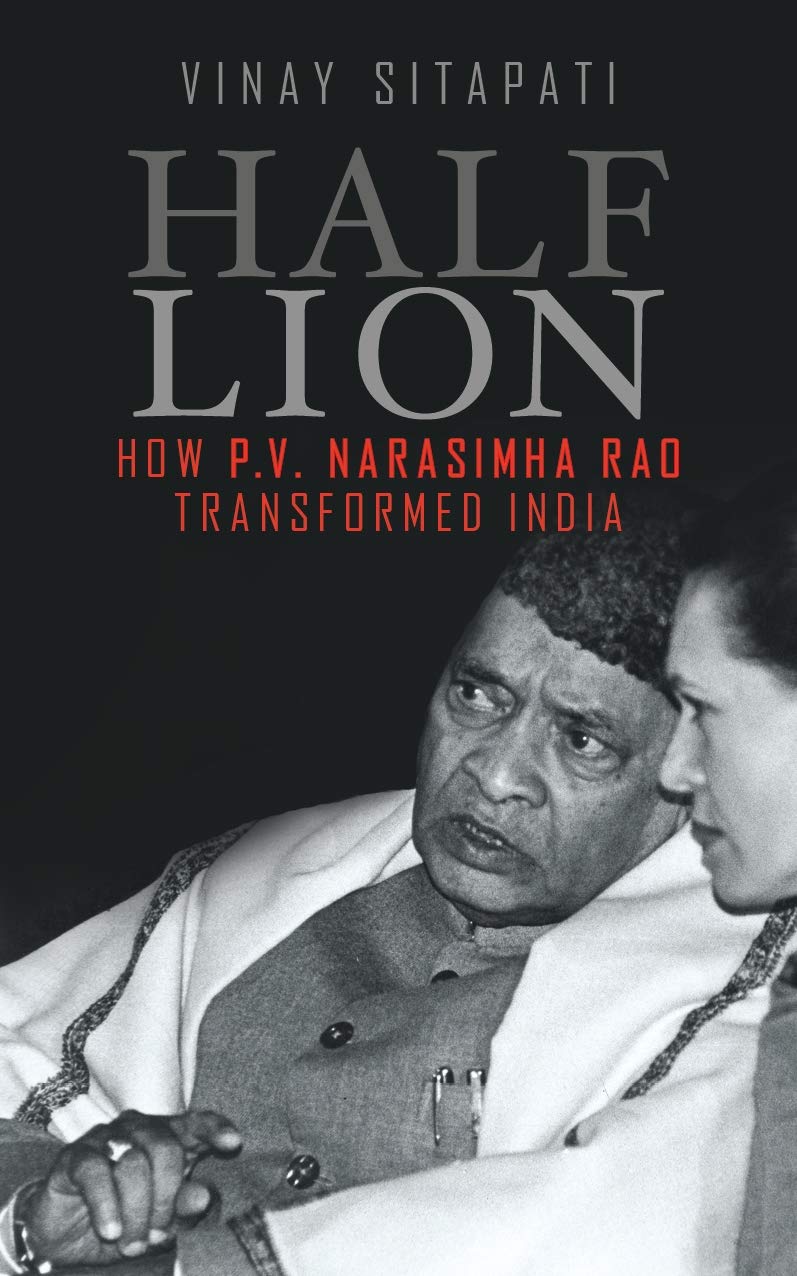 VINAY SITAPATI
HALF
LION
HOW P.V. NARASIMHA RAO
TRANSFORMED INDIA